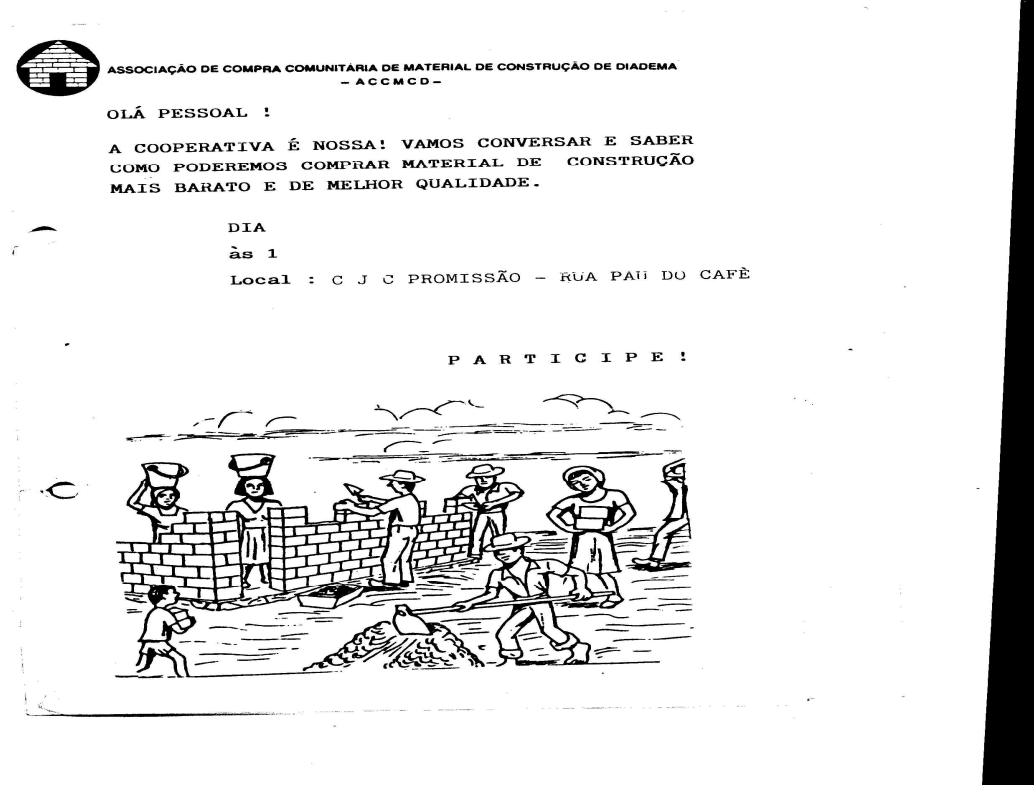 ASSOCIAÇÃO DE COMPRA COMUNITÁRIA DE MATERIAL DE CONSTRUÇÃO DE DIADEMA
– ACCMCD –
OLÁ PESSOAL !
A COOPERATIVA É NOSSA! VAMOS CONVERSAR E SABER
COMO PODEREMOS COMPRAR MATERIAL DE CONSTRUÇÃO
MAIS BARATO E DE MELHOR QUALIDADE.
DIA
às 1
Local : C J C PROMISSÃO – RUA PAU DO CAFÈ
P A R T I C I P E !